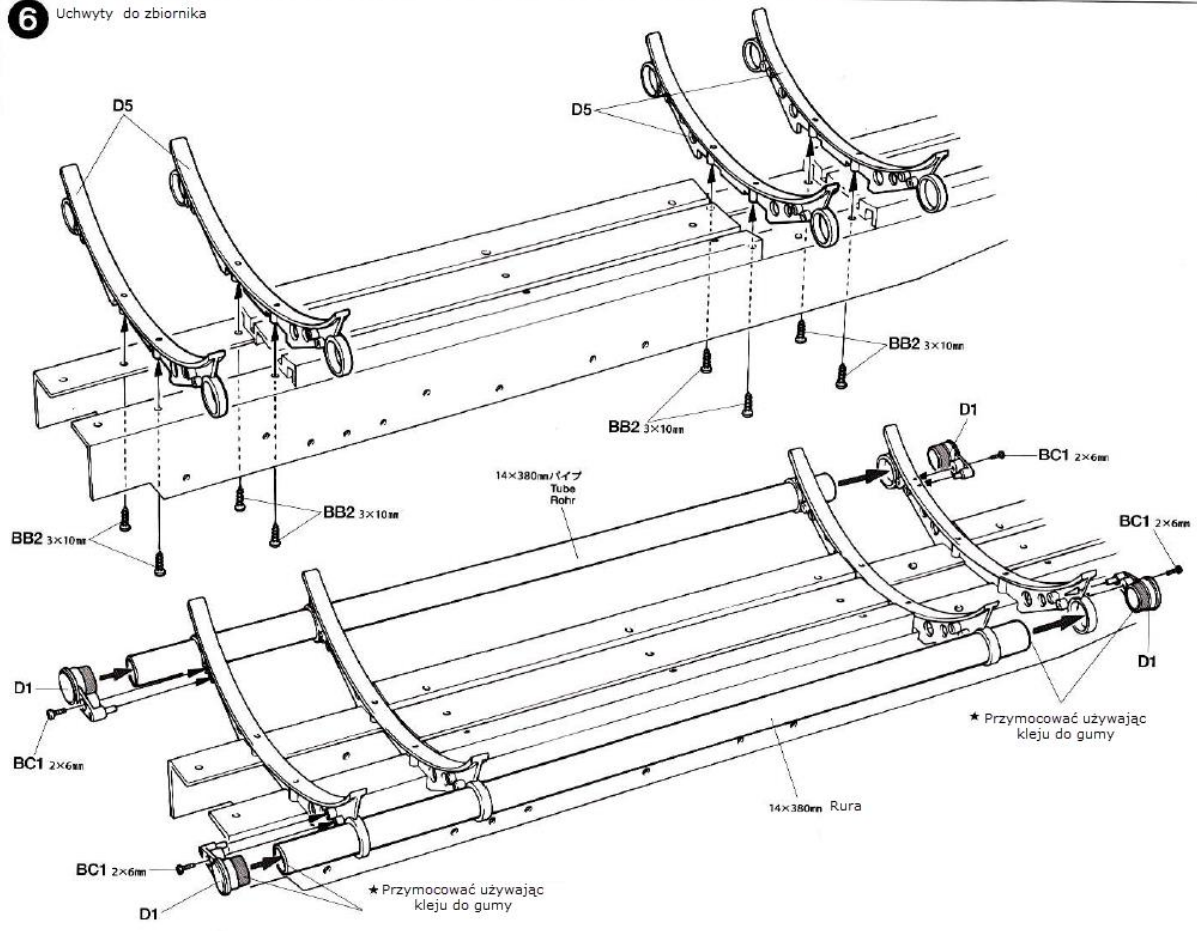 6 Uchwyty do zbiornika
D5
D5
BB2 3×10mm
BB2 3×10mm
BB2 3×10mm
BB2 3×10mm
D1
BC1 2×6mm
14×380mmパイプ
Tube
Rohr
BC1 2×6mm
D1
D1
BC1 2×6mm
★Przymocować używając
kleju do gumy
14×380mm Rura
BC1 2×6mm
D1
★Przymocować używając
kleju do gumy